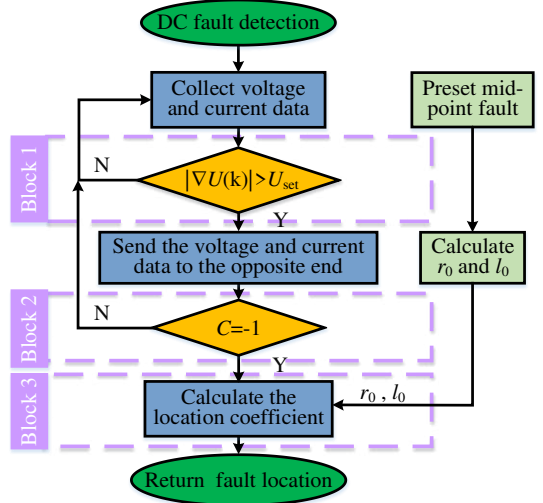 DC fault detection
Collect voltage
and current data
Preset mid-
point fault
Block 1
N
|∇U(k)|>U_set
Y
Send the voltage and current
data to the opposite end
Calculate
r₀ and l₀
Block 2
N
C=-1
Y
Block 3
Calculate the
location coefficient
r₀ , l₀
Return fault location